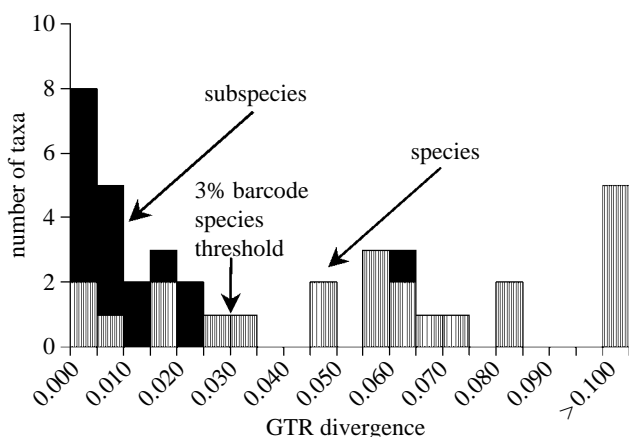 10
8
6
4
2
0
number of taxa
subspecies
species
3% barcode
species
threshold
0.000
0.010
0.020
0.030
0.040
0.050
0.060
0.070
0.080
0.090
>0.100
GTR divergence